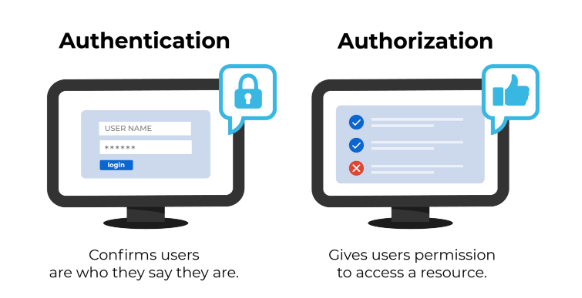 Authentication
Authorization
USER NAME
******
login
Confirms users
are who they say they are.
Gives users permission
to access a resource.